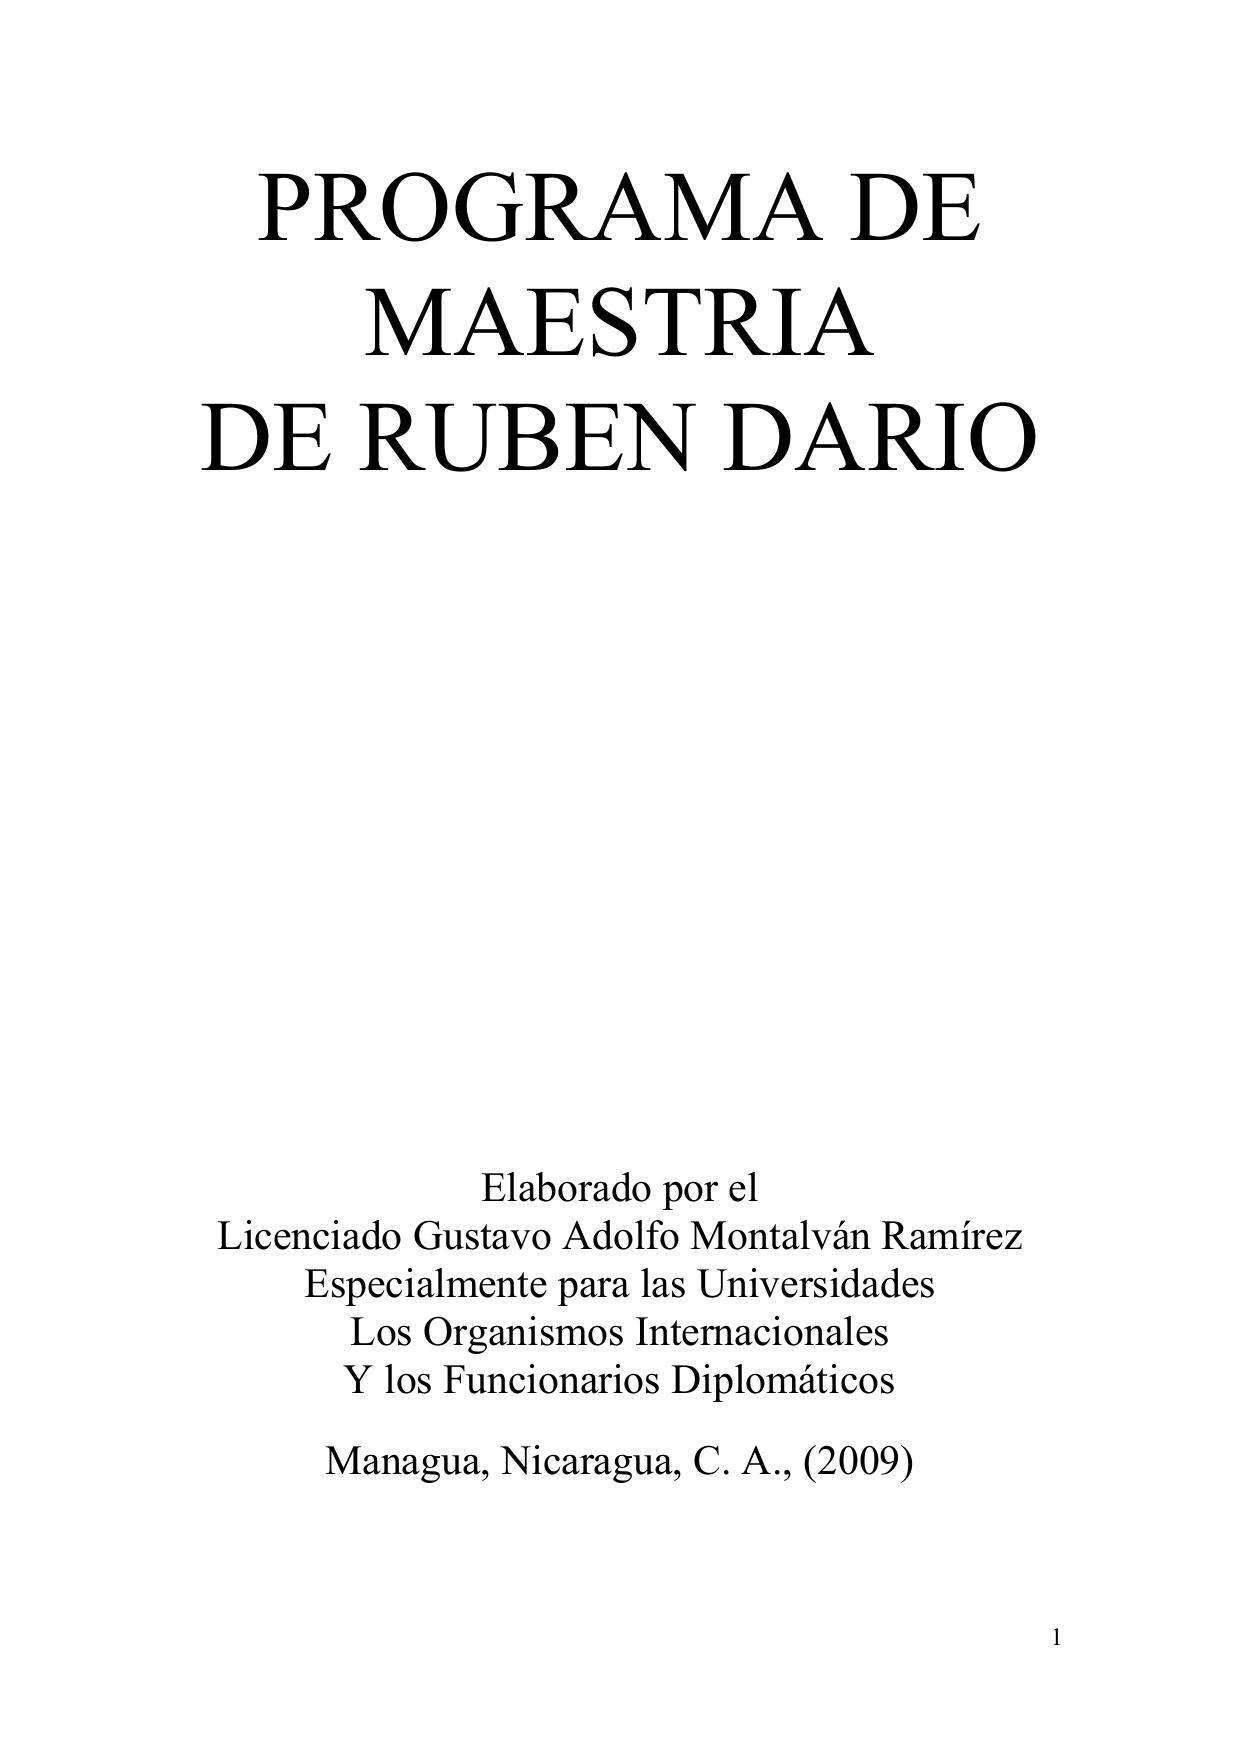 PROGRAMA DE
MAESTRIA
DE RUBEN DARIO
Elaborado por el
Licenciado Gustavo Adolfo Montalván Ramírez
Especialmente para las Universidades
Los Organismos Internacionales
Y los Funcionarios Diplomáticos
Managua, Nicaragua, C. A., (2009)
1